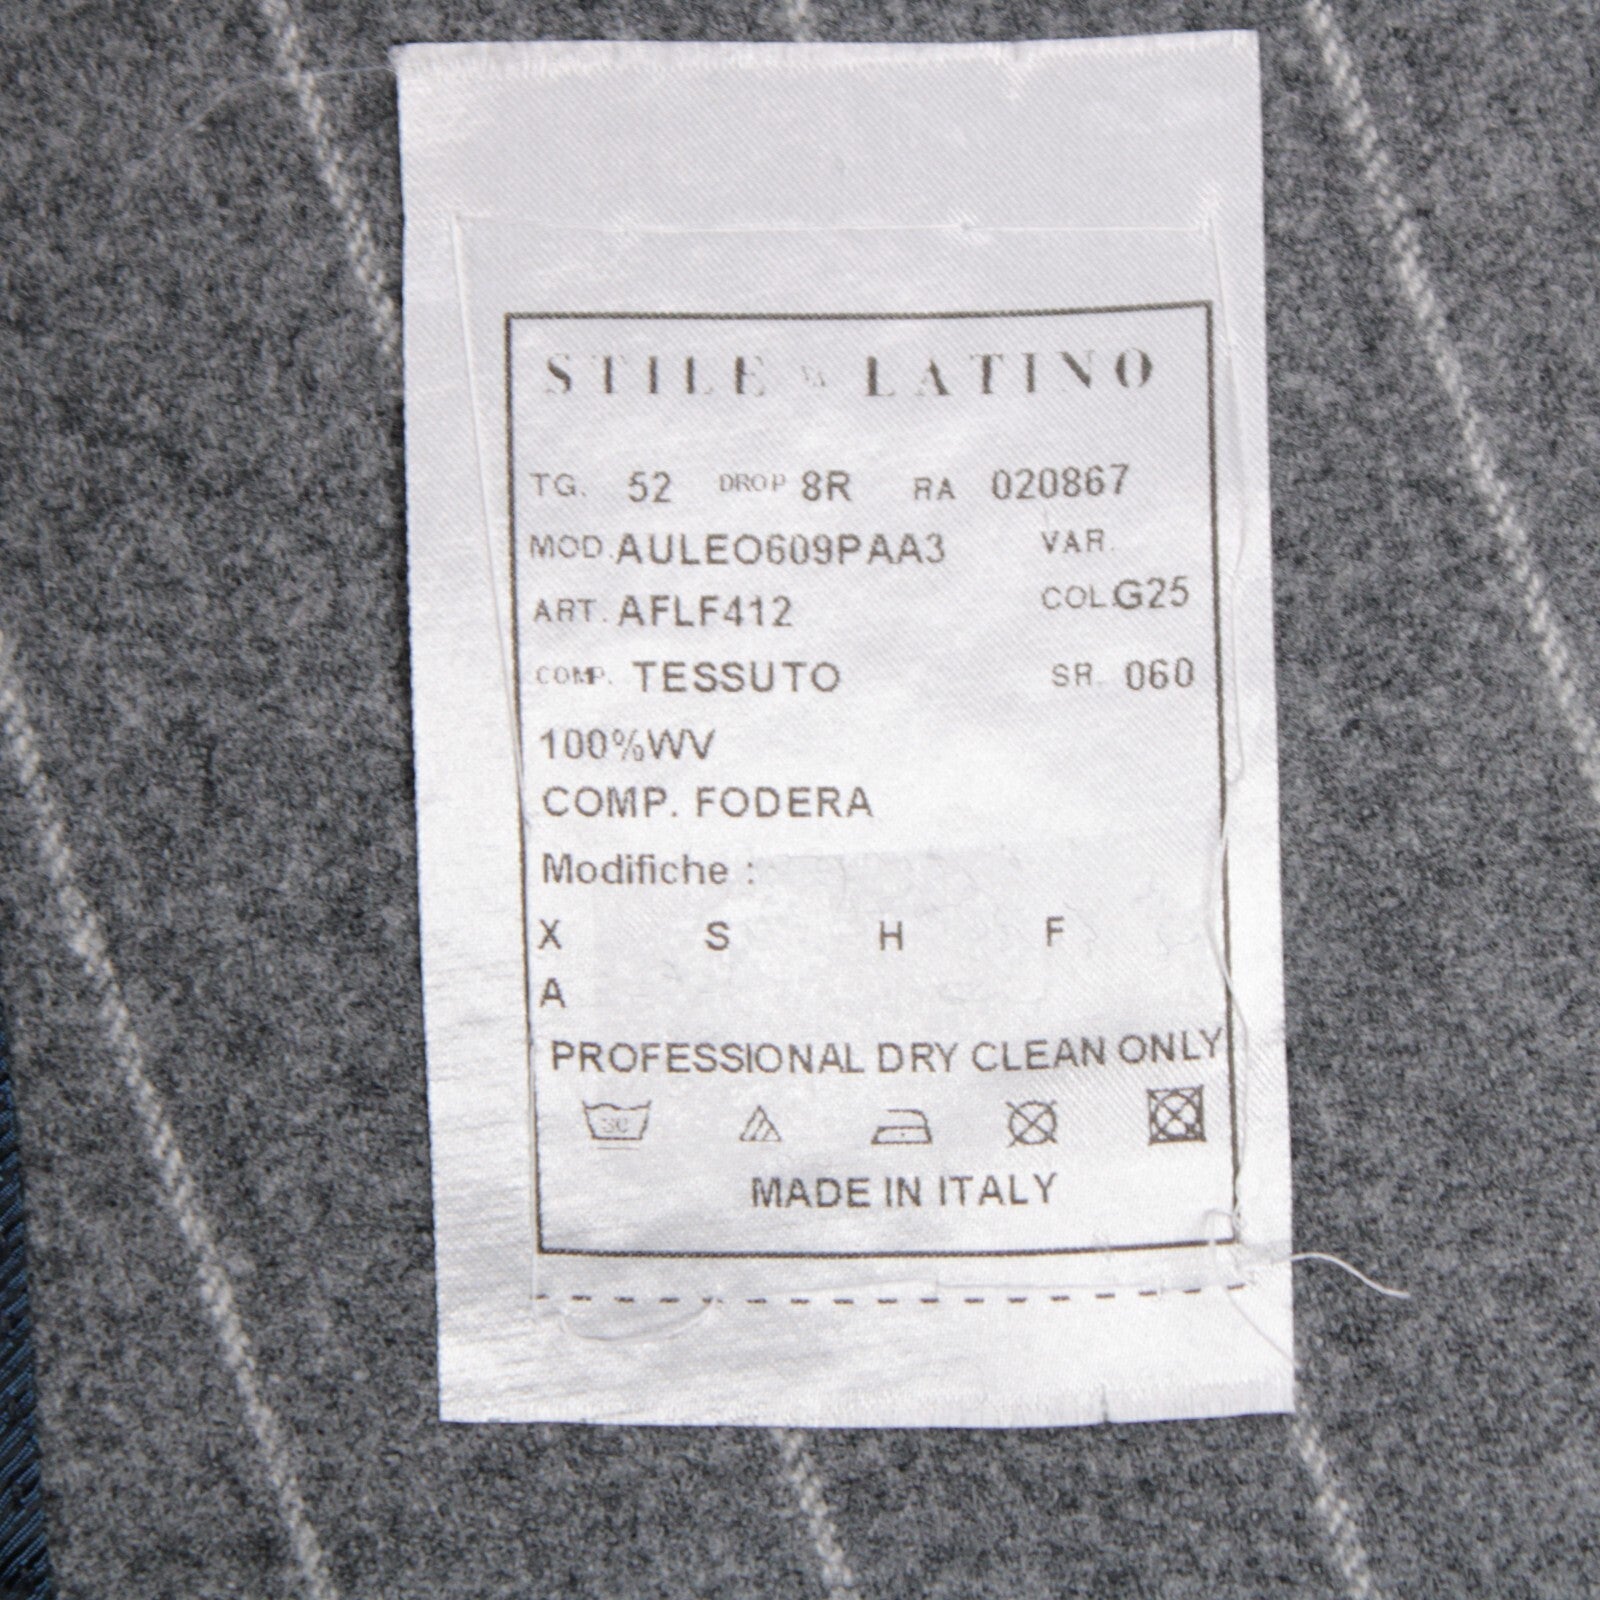 STILE LATINO
TG. 52 DROP 8R RA 020867
MOD. AULEO609PAA3 VAR.
ART. AFLF412 COL. G25
COMP. TESSUTO SR. 060
100%WV
COMP. FODERA
Modifiche :
X S H F
A
PROFESSIONAL DRY CLEAN ONLY
MADE IN ITALY